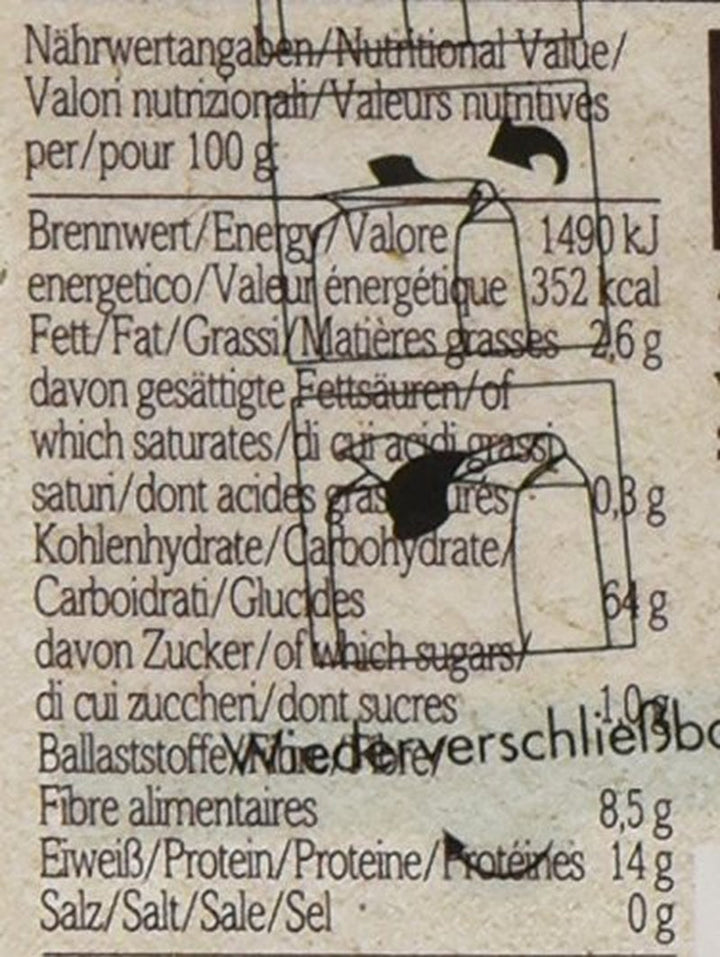 Nährwertangaben/Nutritional Value/
Valori nutrizionali/Valeurs nutritives
per/pour 100 g
Brennwert/Energy/Valore 1490 kJ
energetico/Valeur énergétique 352 kcal
Fett/Fat/Grassi/Matières grasses 2,6 g
davon gesättigte Fettsäuren/of
which saturates/di cui acidi grassi
saturi/dont acides 0,3 g
Kohlenhydrate/Carbohydrate/
Carboidrati/Glucides 64 g
davon Zucker/of which sugars/
di cui zuccheri/dont sucres 1,0 g
Ballaststoffe/Fibre/Fibre/
Wiederverschließba
Fibre alimentaires 8,5 g
Eiweiß/Protein/Proteine/Protéines 14 g
Salz/Salt/Sale/Sel 0 g